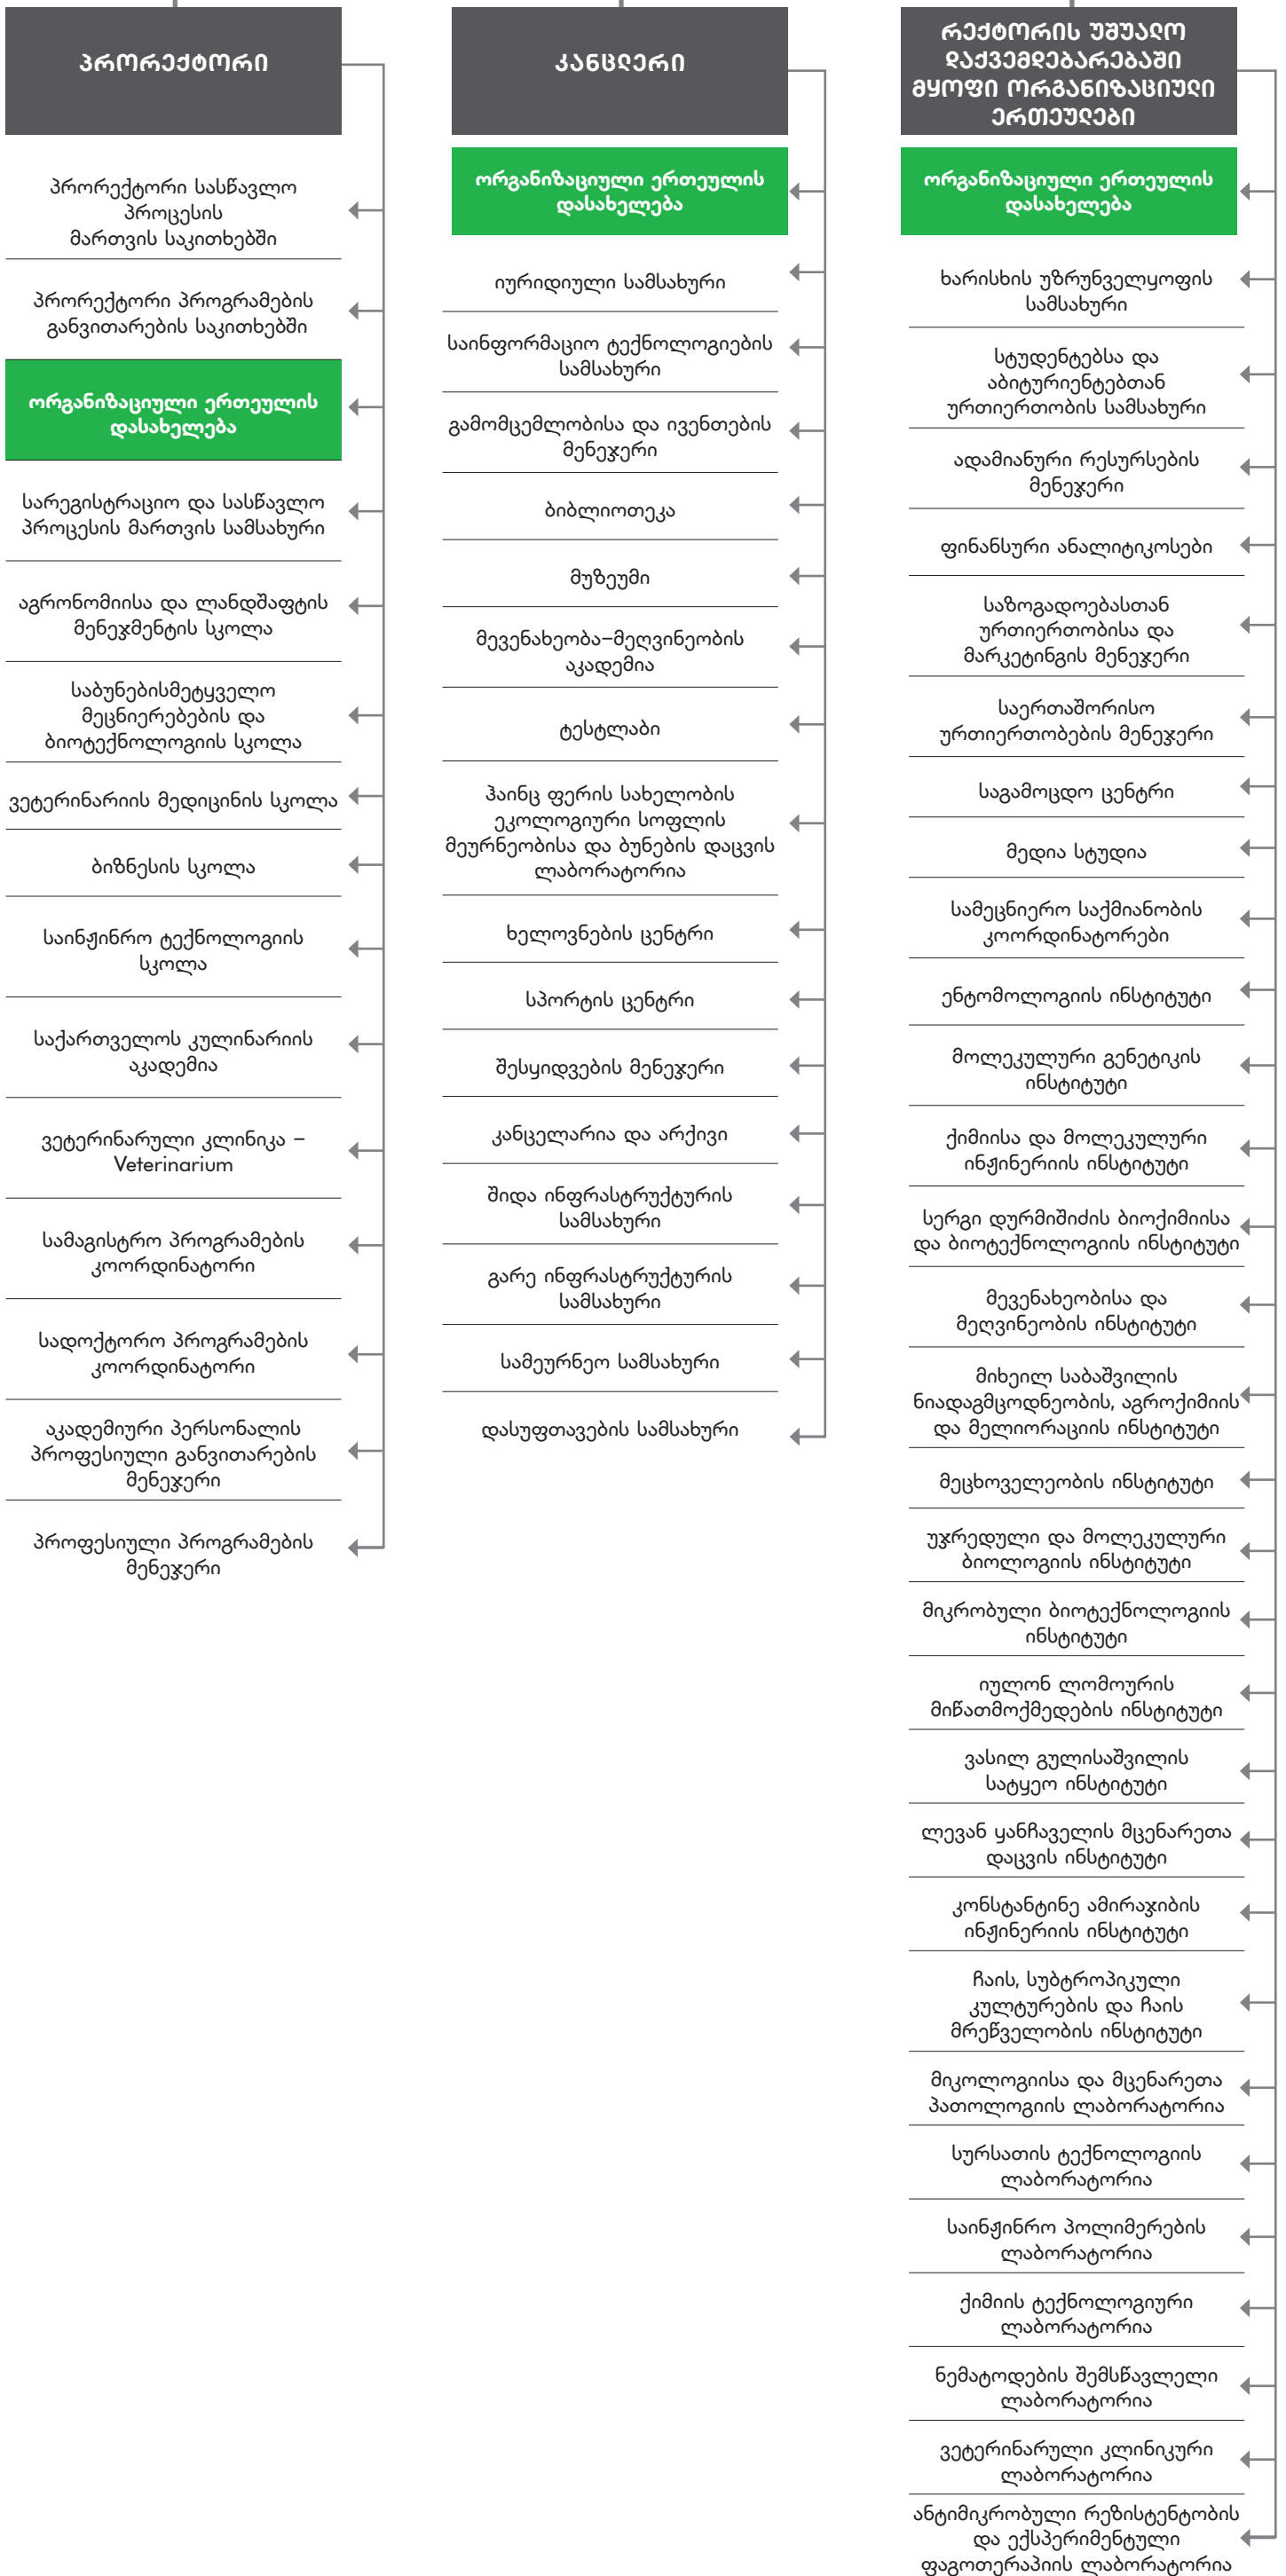 პრორექტორი
პრორექტორი სასწავლო
პროცესის
მართვის საკითხებში
პრორექტორი პროგრამების
განვითარების საკითხებში
ორგანიზაციული ერთეულის
დასახელება
სარეგისტრაციო და სასწავლო
პროცესის მართვის სამსახური
აგრონომიისა და ლანდშაფტის
მენეჯმენტის სკოლა
საბუნებისმეტყველო
მეცნიერებების და
ბიოტექნოლოგიის სკოლა
ვეტერინარიის მედიცინის სკოლა
ბიზნესის სკოლა
საინჟინრო ტექნოლოგიის
სკოლა
საქართველოს კულინარიის
აკადემია
ვეტერინარული კლინიკა –
Veterinarium
სამაგისტრო პროგრამების
კოორდინატორი
სადოქტორო პროგრამების
კოორდინატორი
აკადემიური პერსონალის
პროფესიული განვითარების
მენეჯერი
პროფესიული პროგრამების
მენეჯერი
კანცლერი
ორგანიზაციული ერთეულის
დასახელება
იურიდიული სამსახური
საინფორმაციო ტექნოლოგიების
სამსახური
გამომცემლობისა და ივენთების
მენეჯერი
ბიბლიოთეკა
მუზეუმი
მევენახეობა–მეღვინეობის
აკადემია
ტესტლაბი
ჰაინც ფერის სახელობის
ეკოლოგიური სოფლის
მეურნეობისა და ბუნების დაცვის
ლაბორატორია
ხელოვნების ცენტრი
სპორტის ცენტრი
შესყიდვების მენეჯერი
კანცელარია და არქივი
შიდა ინფრასტრუქტურის
სამსახური
გარე ინფრასტრუქტურის
სამსახური
სამეურნეო სამსახური
დასუფთავების სამსახური
რექტორის უშუალო
დაქვემდებარებაში
მყოფი ორგანიზაციული
ერთეულები
ორგანიზაციული ერთეულის
დასახელება
ხარისხის უზრუნველყოფის
სამსახური
სტუდენტებსა და
აბიტურიენტებთან
ურთიერთობის სამსახური
ადამიანური რესურსების
მენეჯერი
ფინანსური ანალიტიკოსები
საზოგადოებასთან
ურთიერთობისა და
მარკეტინგის მენეჯერი
საერთაშორისო
ურთიერთობების მენეჯერი
საგამოცდო ცენტრი
მედია სტუდია
სამეცნიერო საქმიანობის
კოორდინატორები
ენტომოლოგიის ინსტიტუტი
მოლეკულური გენეტიკის
ინსტიტუტი
ქიმიისა და მოლეკულური
ინჟინერიის ინსტიტუტი
სერგი დურმიშიძის ბიოქიმიისა
და ბიოტექნოლოგიის ინსტიტუტი
მევენახეობისა და
მეღვინეობის ინსტიტუტი
მიხეილ საბაშვილის
ნიადაგმცოდნეობის, აგროქიმიის
და მელიორაციის ინსტიტუტი
მეცხოველეობის ინსტიტუტი
უჯრედული და მოლეკულური
ბიოლოგიის ინსტიტუტი
მიკრობული ბიოტექნოლოგიის
ინსტიტუტი
იულონ ლომოურის
მიწათმოქმედების ინსტიტუტი
ვასილ გულისაშვილის
სატყეო ინსტიტუტი
ლევან ყანჩაველის მცენარეთა
დაცვის ინსტიტუტი
კონსტანტინე ამირაჯიბის
ინჟინერიის ინსტიტუტი
ჩაის, სუბტროპიკული
კულტურების და ჩაის
მრეწველობის ინსტიტუტი
მიკოლოგიისა და მცენარეთა
პათოლოგიის ლაბორატორია
სურსათის ტექნოლოგიის
ლაბორატორია
საინჟინრო პოლიმერების
ლაბორატორია
ქიმიის ტექნოლოგიური
ლაბორატორია
ნემატოდების შემსწავლელი
ლაბორატორია
ვეტერინარული კლინიკური
ლაბორატორია
ანტიმიკრობული რეზისტენტობის
და ექსპერიმენტული
ფაგოთერაპიის ლაბორატორია